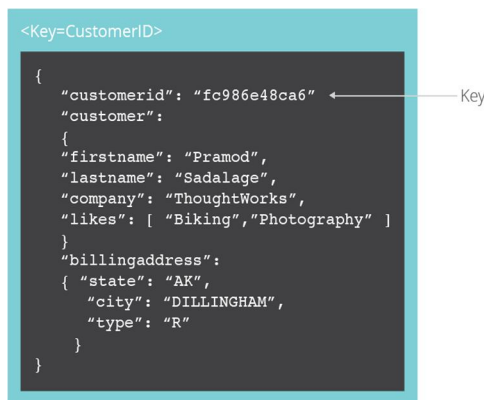 <Key=CustomerID>
{
“customerid”: “fc986e48ca6” Key
“customer”:
{
“firstname”: “Pramod”,
“lastname”: “Sadalage”,
“company”: “ThoughtWorks”,
“likes”: [ “Biking”,”Photography” ]
}
“billingaddress”:
{ “state”: “AK”,
“city”: “DILLINGHAM”,
“type”: “R”
}
}